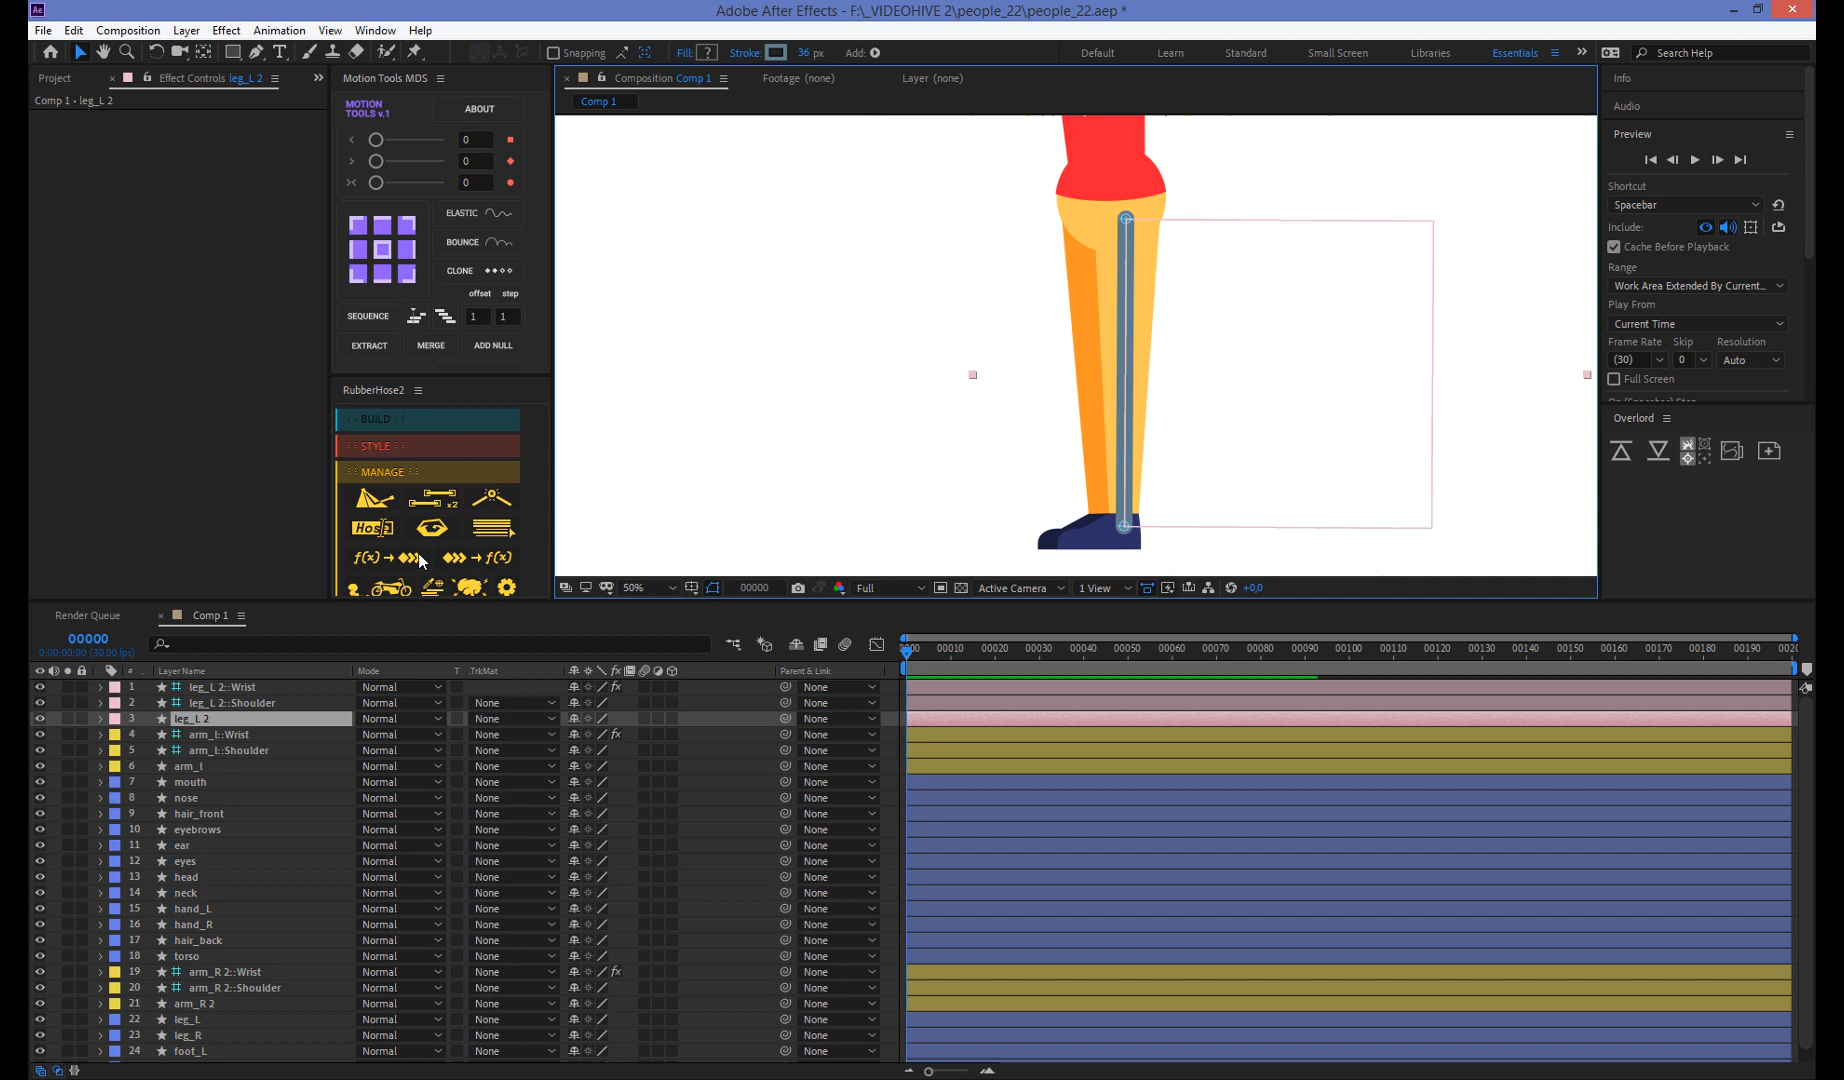 Ae Adobe After Effects - F:\_VIDEOHIVE 2\people_22\people_22.aep *
File Edit Composition Layer Effect Animation View Window Help
Snapping Fill: ? Stroke: 36 px Add: Default Learn Standard Small Screen Libraries Essentials Search Help
Project Effect Controls leg_L 2 Motion Tools MDS Composition Comp 1 Footage (none) Layer (none) Info
Comp 1 • leg_L 2
Comp 1
MOTION TOOLS v.1 ABOUT
Audio
Preview
0
0
0
ELASTIC
BOUNCE
CLONE
offset step
SEQUENCE 1 1
EXTRACT MERGE ADD NULL
Shortcut
Spacebar
Include:
Cache Before Playback
Range
Work Area Extended By Current...
Play From
Current Time
Frame Rate Skip Resolution
(30) 0 Auto
Full Screen
On (Spacebar) Stop
RubberHose2
BUILD
STYLE
MANAGE
x2
Hose
f(x) f(x)
Overlord
50% 00000 Full Active Camera 1 View +0,0
Render Queue Comp 1
00000
0:00:00:00 (30.00 fps)
00010 00020 00030 00040 00050 00060 00070 00080 00090 00100 00110 00120 00130 00140 00150 00160 00170 00180 00190
# Layer Name Mode T .TrkMat fx Parent & Link
1 leg_L 2::Wrist Normal fx None
2 leg_L 2::Shoulder Normal None None
3 leg_L 2 Normal None None
4 arm_l::Wrist Normal None fx None
5 arm_l::Shoulder Normal None None
6 arm_l Normal None None
7 mouth Normal None None
8 nose Normal None None
9 hair_front Normal None None
10 eyebrows Normal None None
11 ear Normal None None
12 eyes Normal None None
13 head Normal None None
14 neck Normal None None
15 hand_L Normal None None
16 hand_R Normal None None
17 hair_back Normal None None
18 torso Normal None None
19 arm_R 2::Wrist Normal None fx None
20 arm_R 2::Shoulder Normal None None
21 arm_R 2 Normal None None
22 leg_L Normal None None
23 leg_R Normal None None
24 foot_L Normal None None